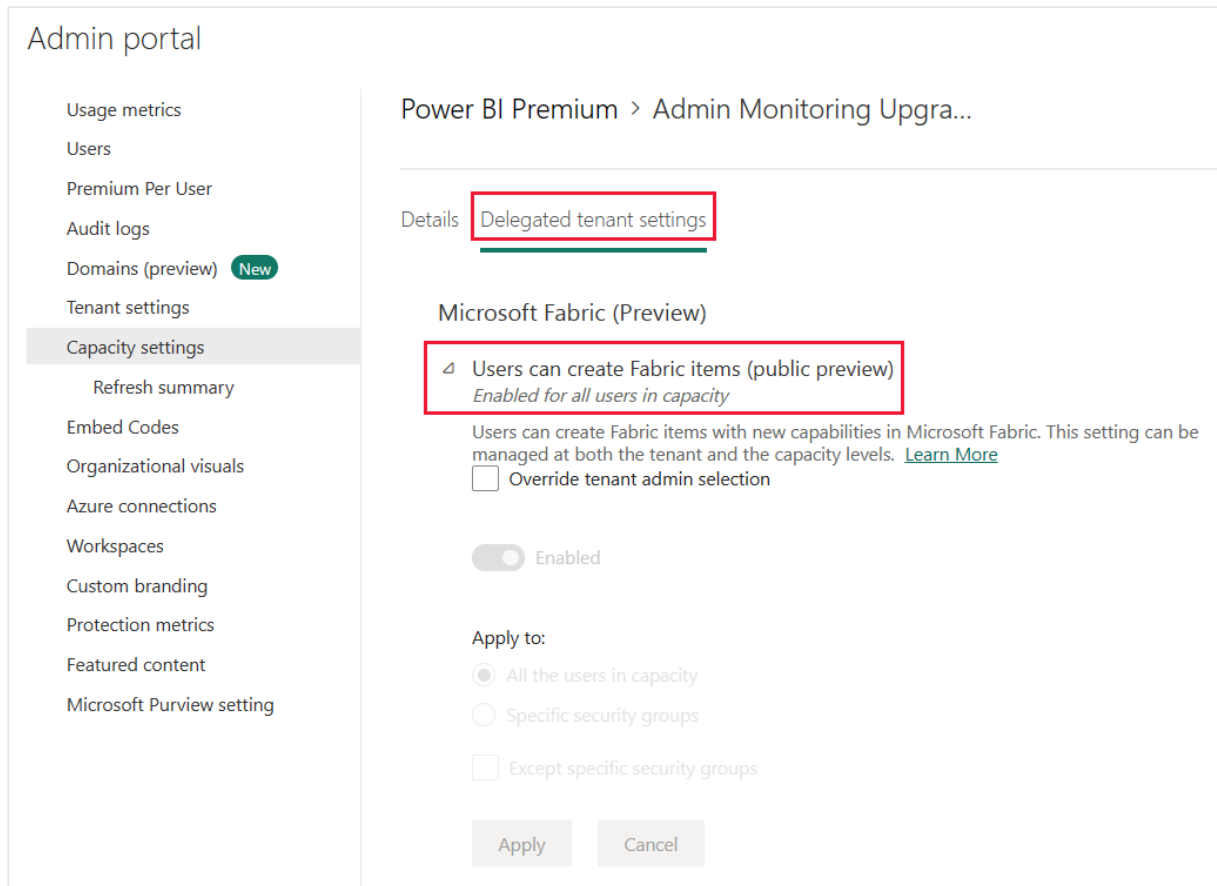 Admin portal
Usage metrics
Users
Premium Per User
Audit logs
Domains (preview) New
Tenant settings
Capacity settings
Refresh summary
Embed Codes
Organizational visuals
Azure connections
Workspaces
Custom branding
Protection metrics
Featured content
Microsoft Purview setting
Power BI Premium > Admin Monitoring Upgra...
Details Delegated tenant settings
Microsoft Fabric (Preview)
Users can create Fabric items (public preview)
Enabled for all users in capacity
Users can create Fabric items with new capabilities in Microsoft Fabric. This setting can be
managed at both the tenant and the capacity levels. Learn More
Override tenant admin selection
Enabled
Apply to:
All the users in capacity
Specific security groups
Except specific security groups
Apply Cancel